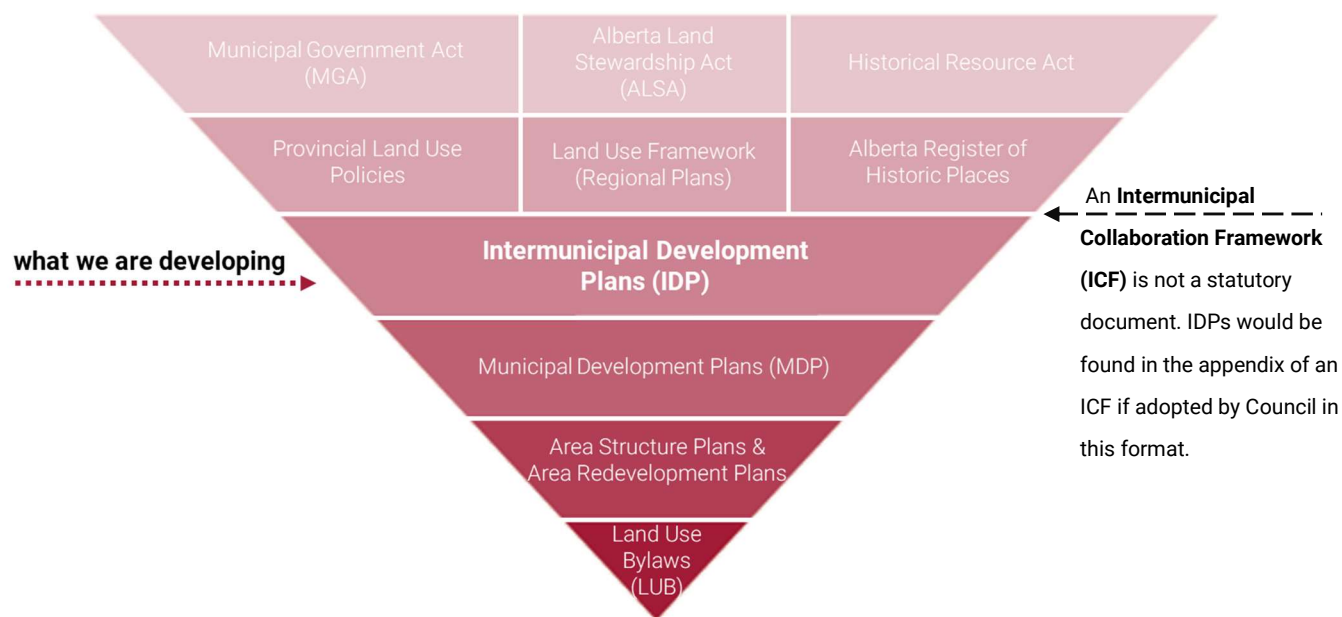 Municipal Government Act
(MGA)
Alberta Land
Stewardship Act
(ALSA)
Historical Resource Act
Provincial Land Use
Policies
Land Use Framework
(Regional Plans)
Alberta Register of
Historic Places
what we are developing
Intermunicipal Development
Plans (IDP)
An Intermunicipal
Collaboration Framework
(ICF) is not a statutory
document. IDPs would be
found in the appendix of an
ICF if adopted by Council in
this format.
Municipal Development Plans (MDP)
Area Structure Plans &
Area Redevelopment Plans
Land Use
Bylaws
(LUB)